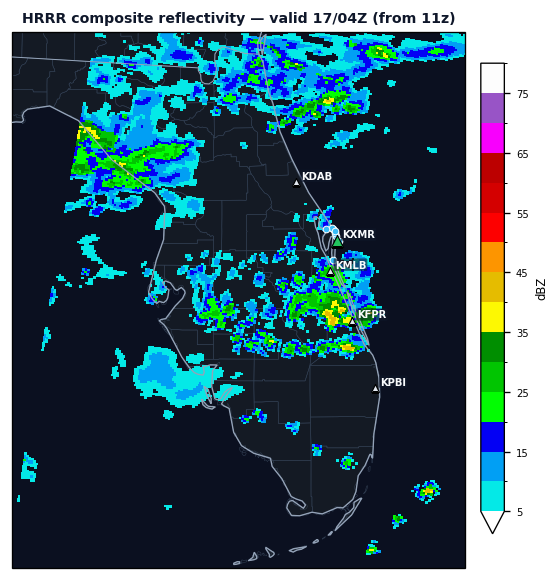 HRRR composite reflectivity — valid 17/04Z (from 11z)
KDAB
KXMR
KMLB
KFPR
KPBI
75
65
55
45
35
25
15
5
dBZ